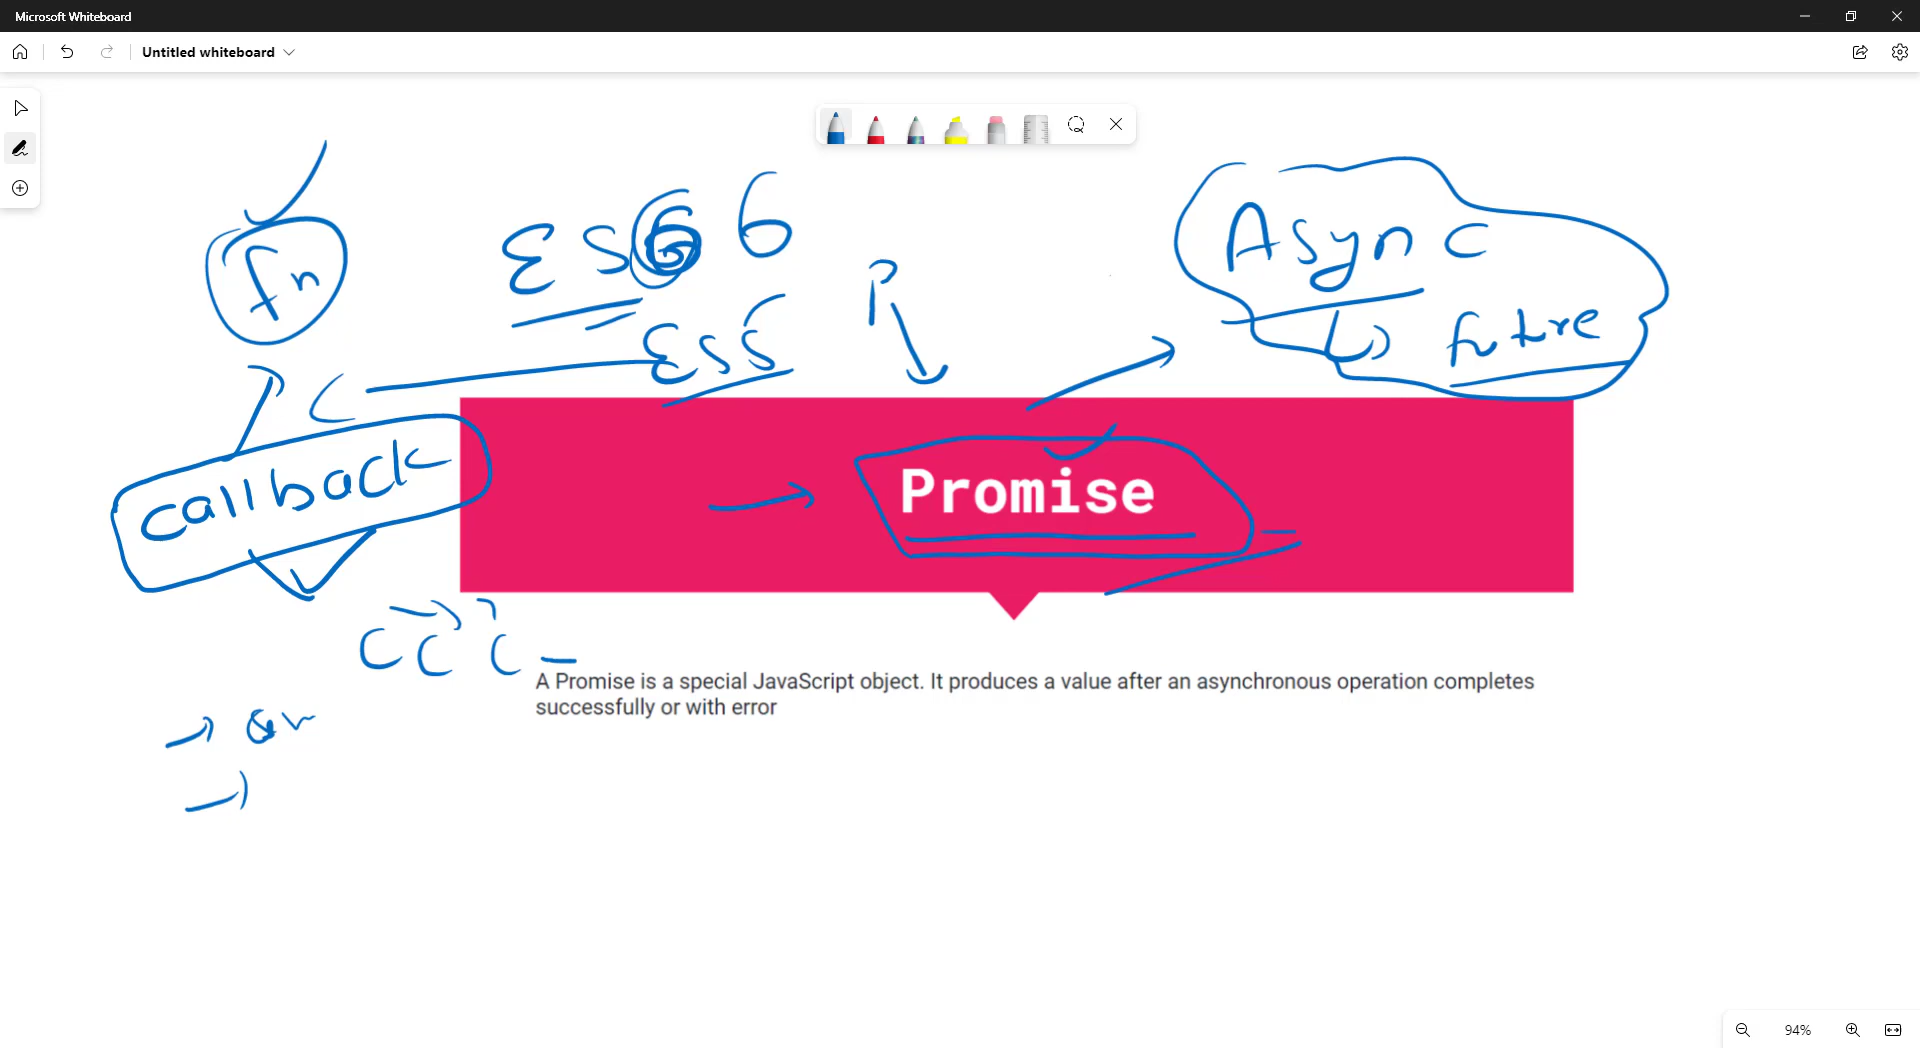 Microsoft Whiteboard
Untitled whiteboard
fn
ES6 6
Async
P
ES5
future
P C
callback
Promise
C C C
A Promise is a special JavaScript object. It produces a value after an asynchronous operation completes
successfully or with error
94%